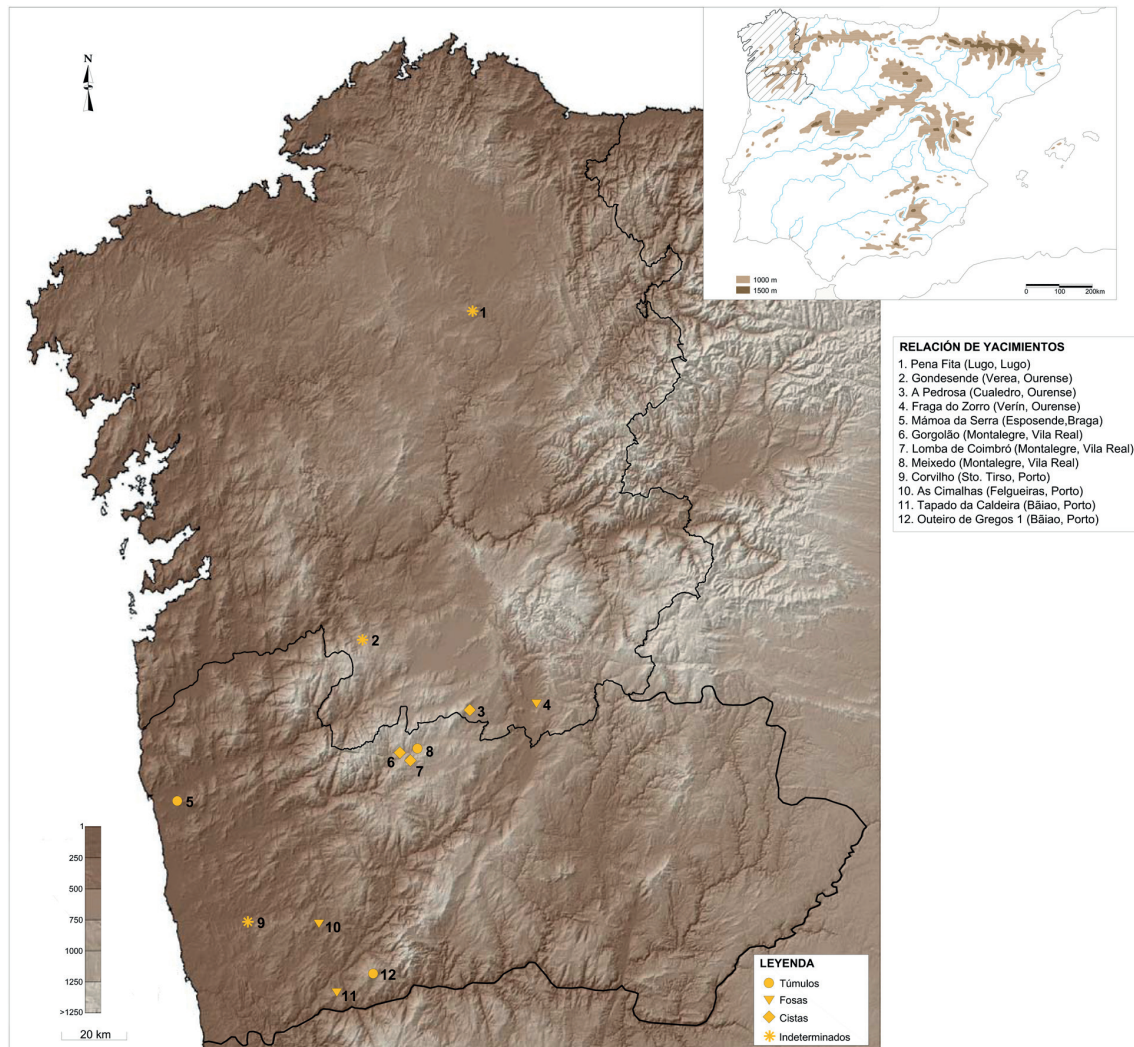 N
1000 m
1500 m
0 100 200km
RELACIÓN DE YACIMIENTOS
1. Pena Fita (Lugo, Lugo)
2. Gondesende (Verea, Ourense)
3. A Pedrosa (Cualedro, Ourense)
4. Fraga do Zorro (Verín, Ourense)
5. Mámoa da Serra (Esposende,Braga)
6. Gorgolão (Montalegre, Vila Real)
7. Lomba de Coimbró (Montalegre, Vila Real)
8. Meixedo (Montalegre, Vila Real)
9. Corvilho (Sto. Tirso, Porto)
10. As Cimalhas (Felgueiras, Porto)
11. Tapado da Caldeira (Bãiao, Porto)
12. Outeiro de Gregos 1 (Bãiao, Porto)
1
2
3
4
8
6
7
5
9
10
12
11
1
250
500
750
1000
1250
>1250
20 km
LEYENDA
Túmulos
Fosas
Cistas
Indeterminados